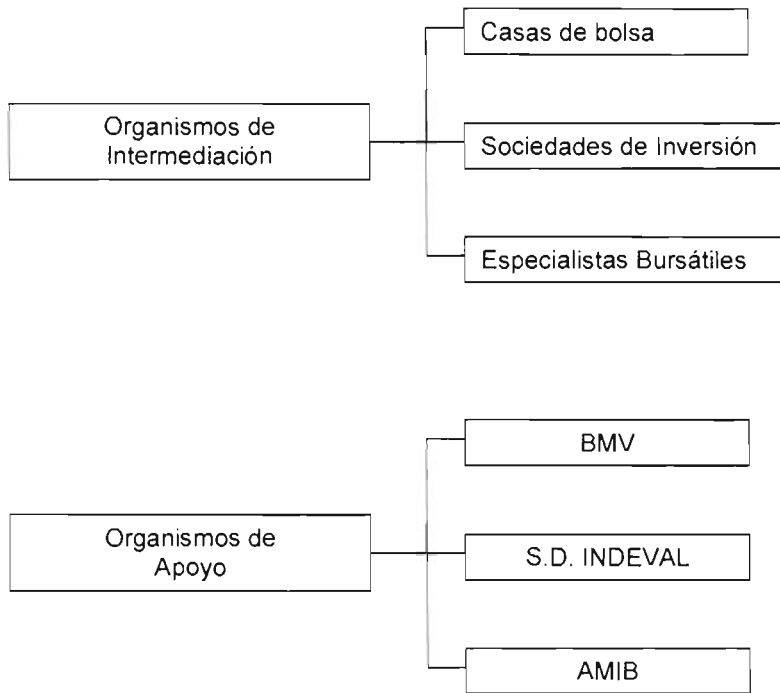 Casas de bolsa
Organismos de
Intermediación
Sociedades de Inversión
Especialistas Bursátiles
BMV
Organismos de
Apoyo
S.D. INDEVAL
AMIB